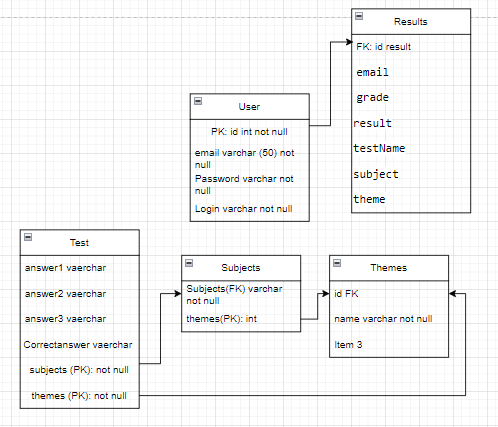 Results
FK: id result
email
grade
result
testName
subject
theme
User
PK: id int not null
email varchar (50) not
null
Password varchar not
null
Login varchar not null
Test
answer1 vaerchar
answer2 vaerchar
answer3 vaerchar
Correctanswer vaerchar
subjects (PK): not null
themes (PK): not null
Subjects
Subjects(FK) varchar
not null
themes(PK): int
Themes
id FK
name varchar not null
Item 3